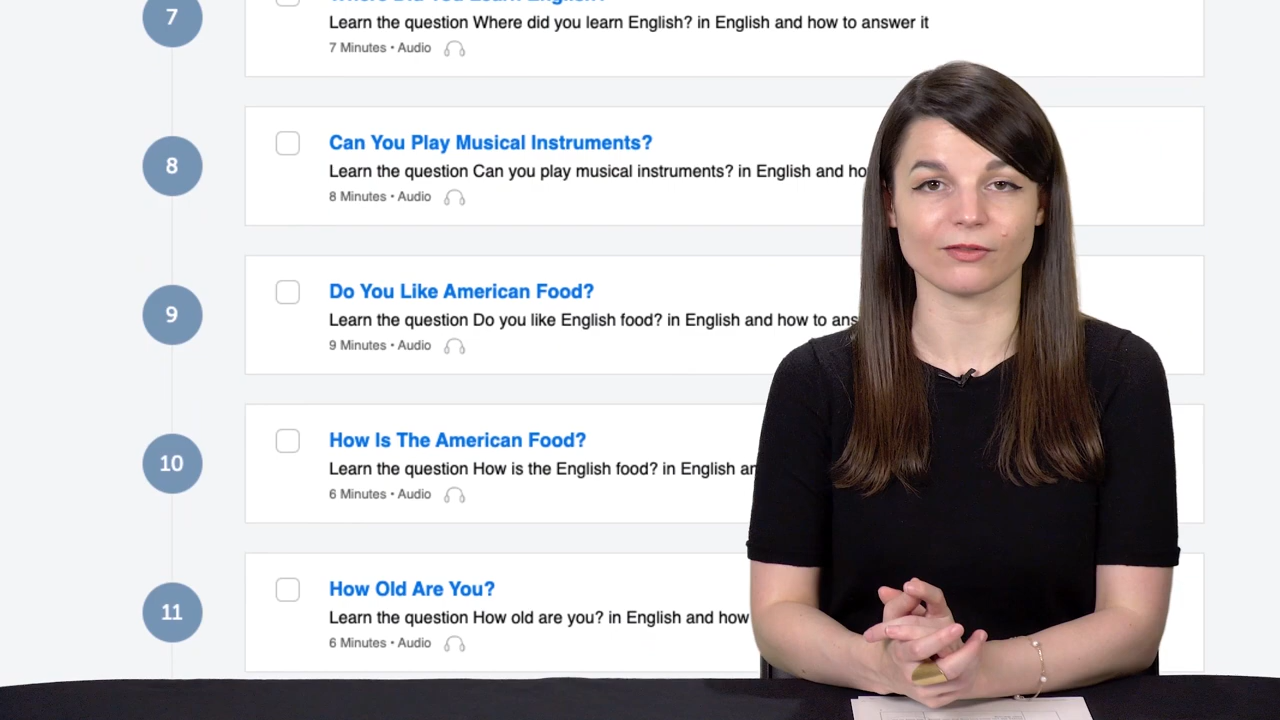 7
Where Did You Learn English?
Learn the question Where did you learn English? in English and how to answer it
7 Minutes • Audio
8
Can You Play Musical Instruments?
Learn the question Can you play musical instruments? in English and
8 Minutes • Audio
9
Do You Like American Food?
Learn the question Do you like English food? in English and how to
9 Minutes • Audio
10
How Is The American Food?
Learn the question How is the English food? in English
6 Minutes • Audio
11
How Old Are You?
Learn the question How old are you? in English and how
6 Minutes • Audio